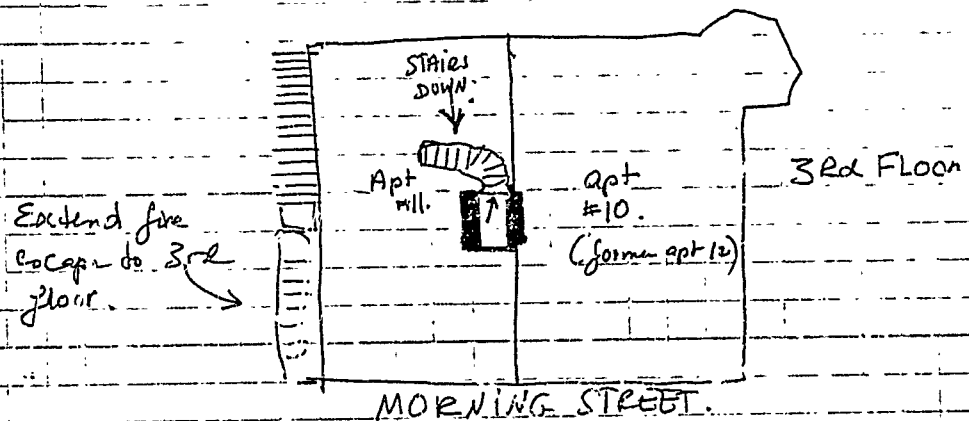 STAIRS
DOWN.
3Rd FLOOR
Apt
#11.
apt
#10.
(former apt 12)
Extend fire
escape to 3rd
floor.
MORNING STREET.